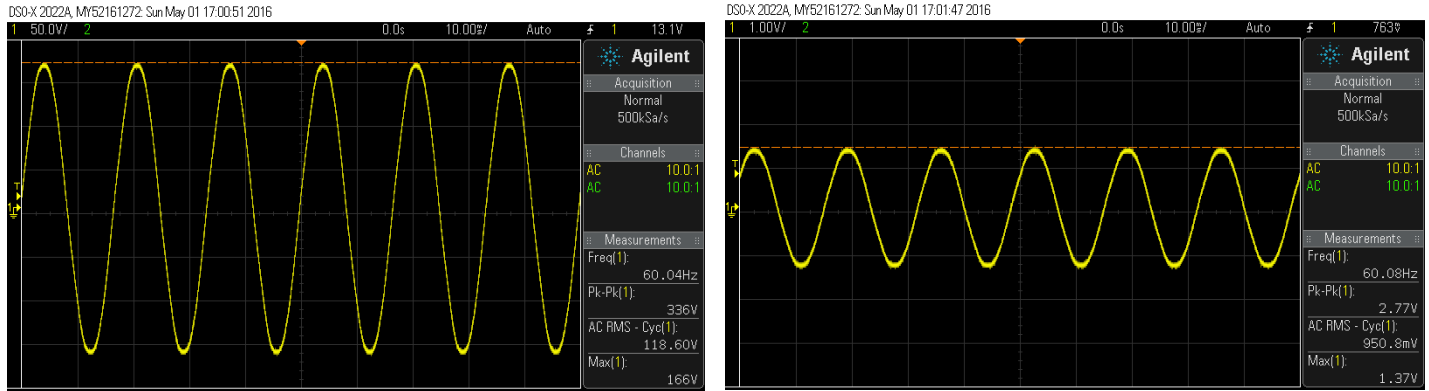 DSO-X 2022A, MY52161272: Sun May 01 17:00:51 2016
1 50.0V/ 2 0.0s 10.00s/ Auto 1 13.1V
Agilent
Acquisition
Normal
500kSa/s
Channels
AC 10.0:1
AC 10.0:1
Measurements
Freq(1):
60.04Hz
Pk-Pk(1):
336V
AC RMS - Cyc(1):
118.60V
Max(1):
166V
T
1
DSO-X 2022A, MY52161272: Sun May 01 17:01:47 2016
1 1.00V/ 2 0.0s 10.00s/ Auto 1 763V
Agilent
Acquisition
Normal
500kSa/s
Channels
AC 10.0:1
AC 10.0:1
Measurements
Freq(1):
60.08Hz
Pk-Pk(1):
2.77V
AC RMS - Cyc(1):
950.8mV
Max(1):
1.37V
T
1